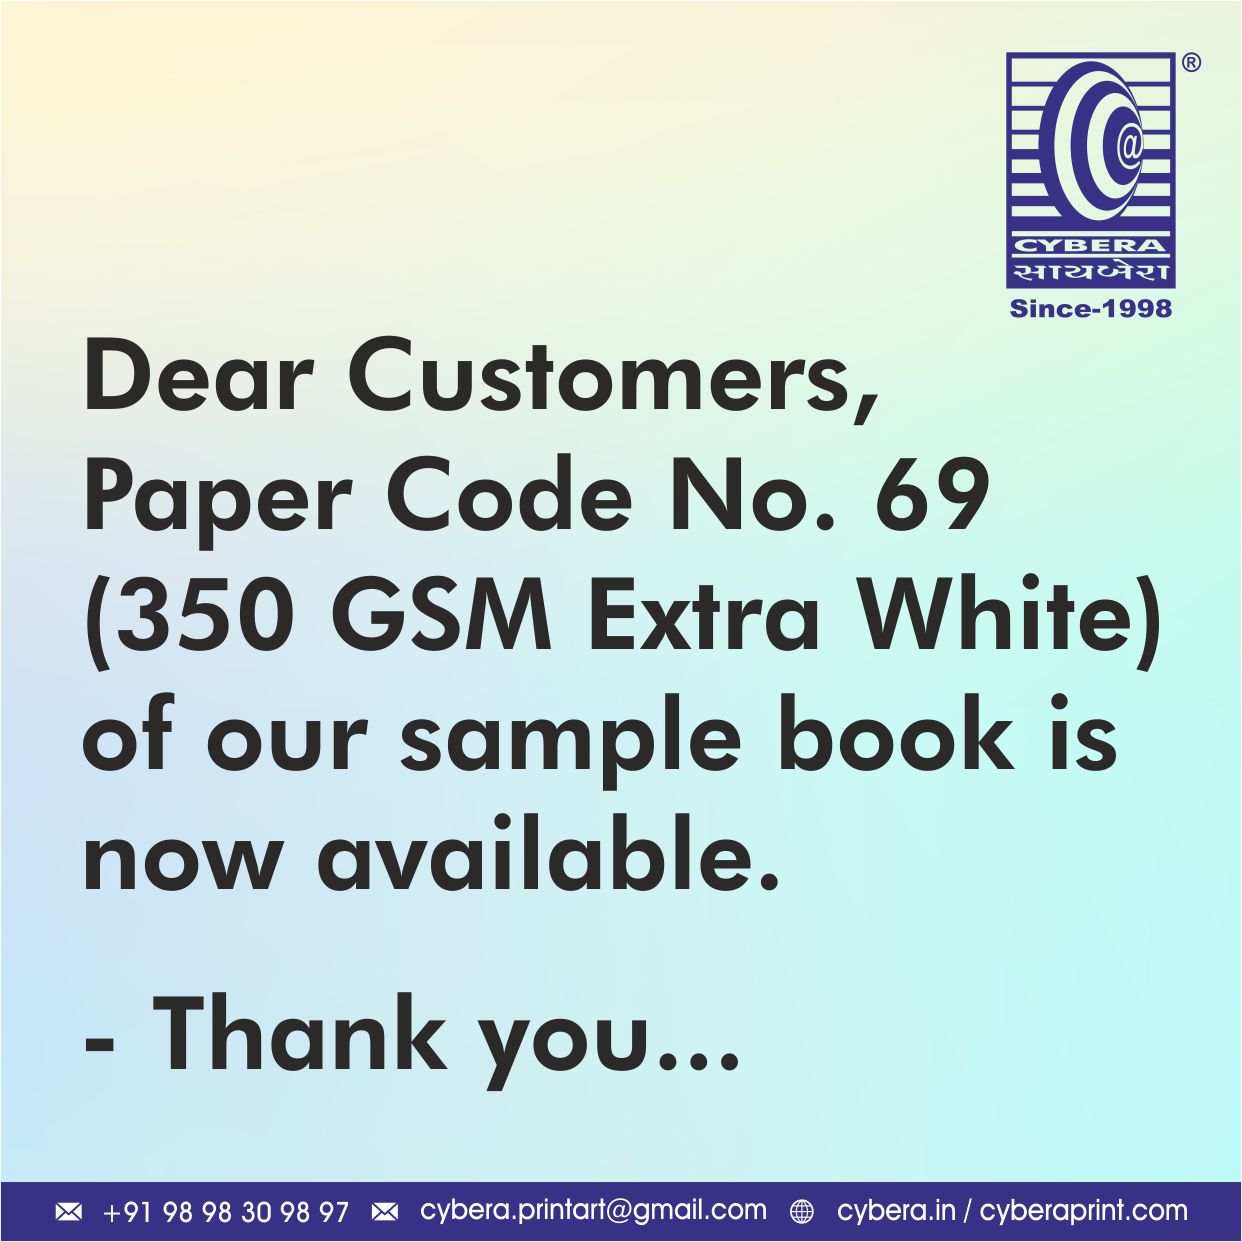 ®
@
CYBERA
સાયબેરા
Since-1998
Dear Customers,
Paper Code No. 69
(350 GSM Extra White)
of our sample book is
now available.
- Thank you...
+91 98 98 30 98 97 cybera.printart@gmail.com cybera.in / cyberaprint.com